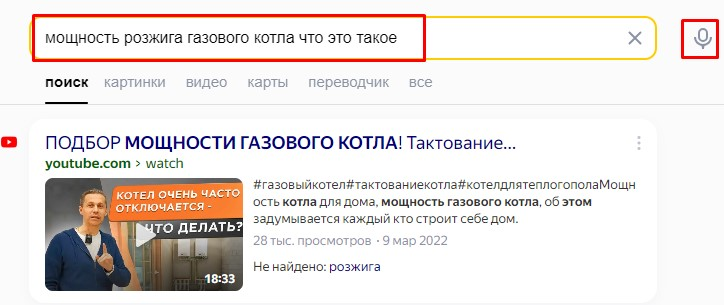 мощность розжига газового котла что это такое
поиск картинки видео карты переводчик все
ПОДБОР МОЩНОСТИ ГАЗОВОГО КОТЛА! Тактование...
youtube.com › watch
КОТЕЛ ОЧЕНЬ ЧАСТО
ОТКЛЮЧАЕТСЯ -
ЧТО ДЕЛАТЬ?
18:33
#газовыйкотел#тактованиекотла#котелдлятеплогополаМощн
ость котла для дома, мощность газового котла, об этом
задумывается каждый кто строит себе дом.
28 тыс. просмотров • 9 мар 2022
Не найдено: розжига